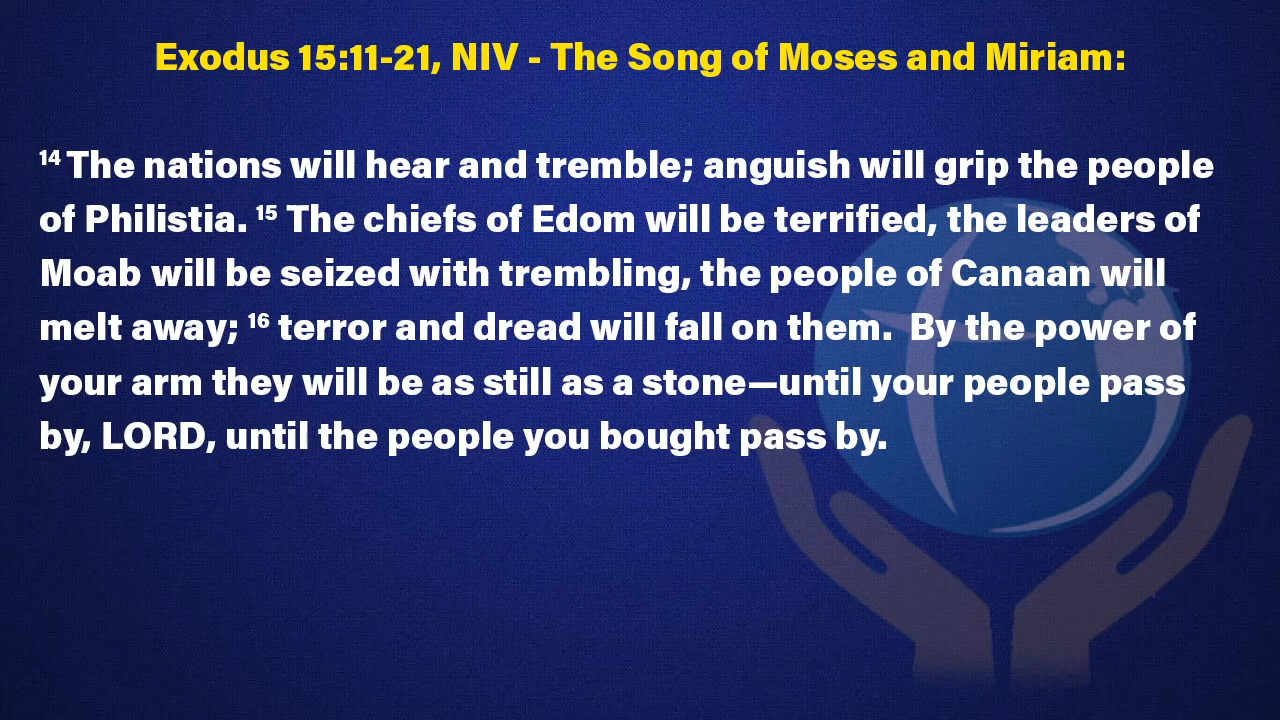 Exodus 15:11-21, NIV - The Song of Moses and Miriam:
14 The nations will hear and tremble; anguish will grip the people
of Philistia. 15 The chiefs of Edom will be terrified, the leaders of
Moab will be seized with trembling, the people of Canaan will
melt away; 16 terror and dread will fall on them.  By the power of
your arm they will be as still as a stone—until your people pass
by, LORD, until the people you bought pass by.